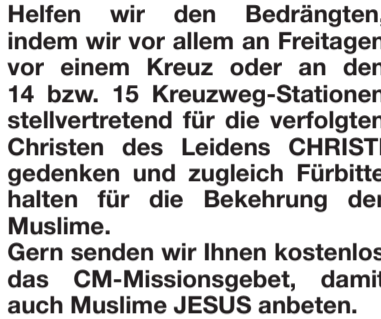 Helfen wir den Bedrängten,
indem wir vor allem an Freitagen
vor einem Kreuz oder an den
14 bzw. 15 Kreuzweg-Stationen
stellvertretend für die verfolgten
Christen des Leidens CHRISTI
gedenken und zugleich Fürbitte
halten für die Bekehrung der
Muslime.
Gern senden wir Ihnen kostenlos
das CM-Missionsgebet, damit
auch Muslime JESUS anbeten.